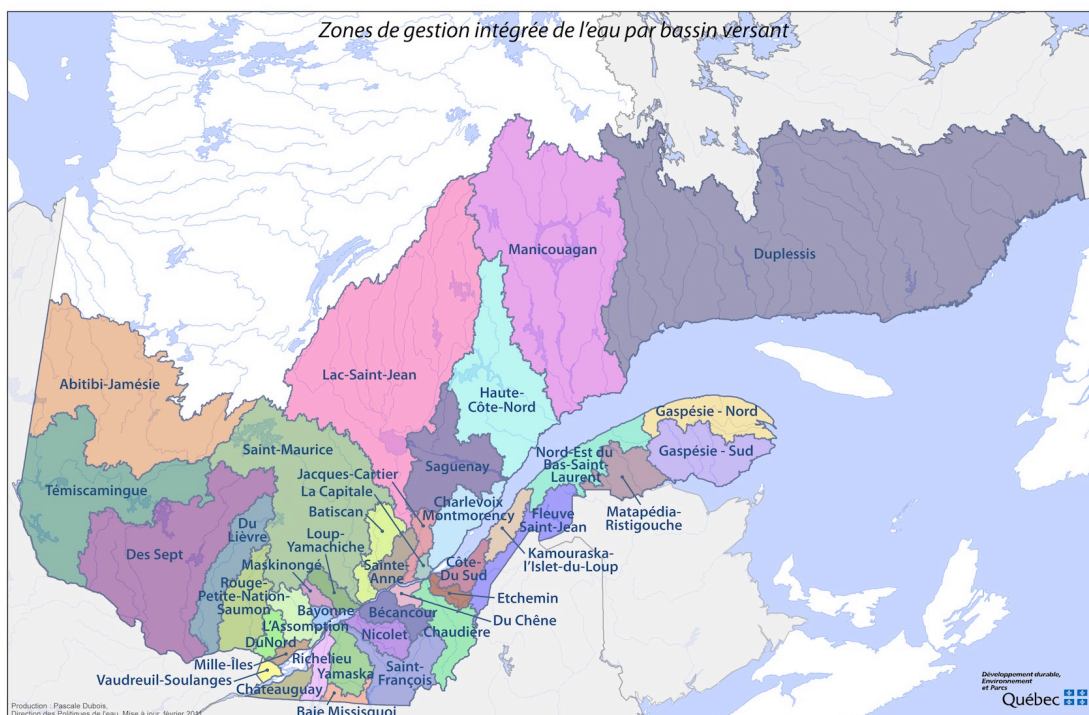 Zones de gestion intégrée de l'eau par bassin versant
Manicouagan
Duplessis
Lac-Saint-Jean
Abitibi-Jamésie
Haute-
Côte-Nord
Gaspésie - Nord
Saint-Maurice
Nord-Est du
Bas-Saint-
Laurent
Gaspésie - Sud
Saguenay
Jacques-Cartier
La Capitale
Témiscamingue
Charlevoix
Montmorency
Batiscan
Fleuve
Saint-Jean
Matapédia-
Ristigouche
Du
Lièvre
Loup-
Yamachiche
Des Sept
Kamouraska-
l'Islet-du-Loup
Maskinongé
Sainte-
Anne
Côte-
Du Sud
Rouge-
Petite-Nation-
Saumon
Etchemin
Bayonne
Bécancour
Du Chêne
L'Assomption
Nicolet
Chaudière
DuNord
Mille-Îles
Richelieu
Yamaska
Saint-
François
Vaudreuil-Soulanges
Châteauguay
Baie Missisquoi
Développement durable,
Environnement
et Parcs
Québec
Production : Pascale Dubois,
Direction des Politiques de l'eau, Mise à jour, février 2011